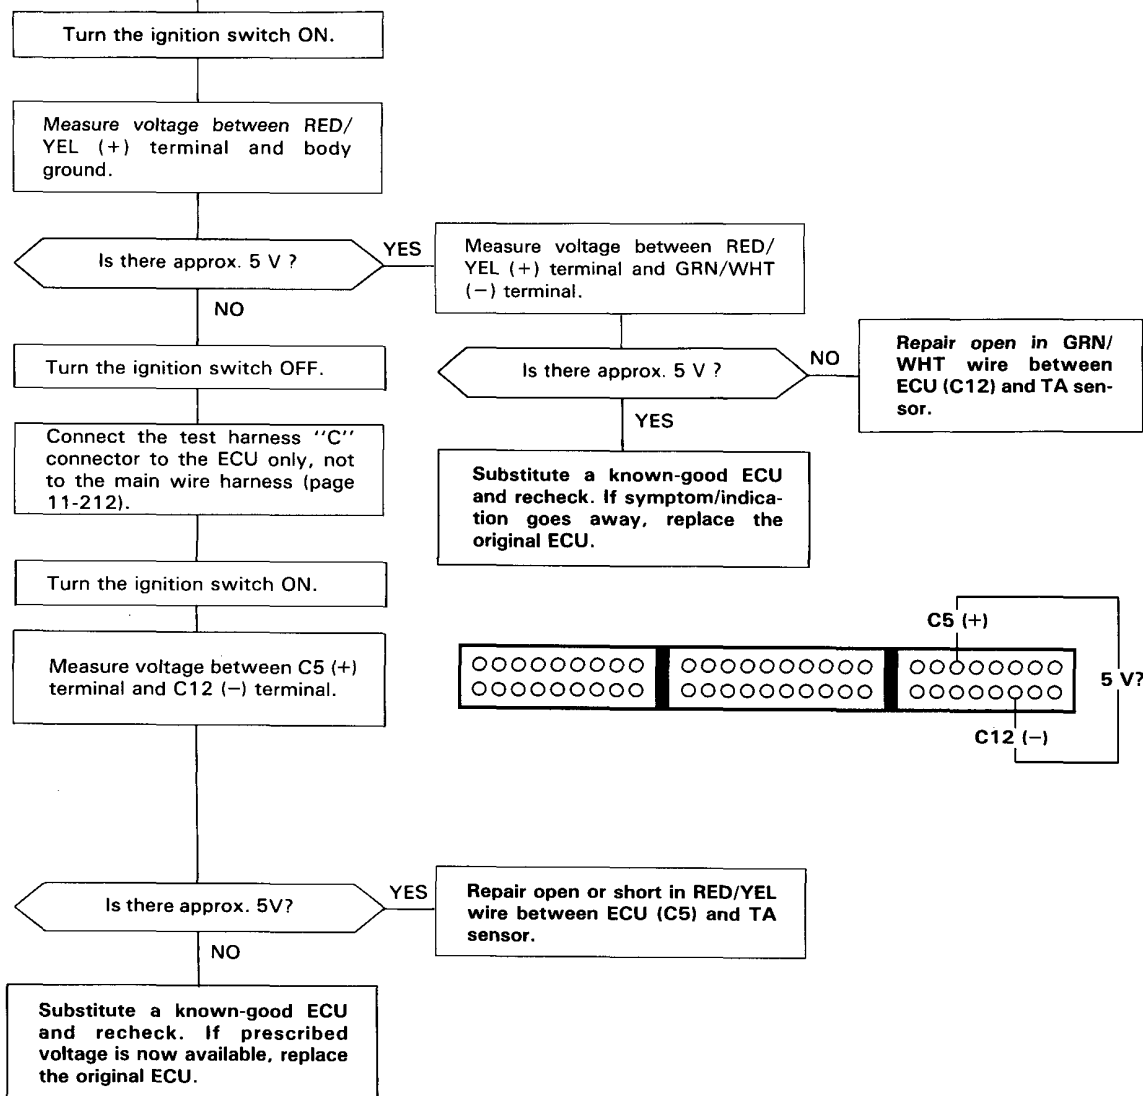 Turn the ignition switch ON.
Measure voltage between RED/
YEL (+) terminal and body
ground.
Is there approx. 5 V ?
YES
NO
Measure voltage between RED/
YEL (+) terminal and GRN/WHT
(−) terminal.
Is there approx. 5 V ?
NO
YES
Repair open in GRN/
WHT wire between
ECU (C12) and TA sen-
sor.
Substitute a known-good ECU
and recheck. If symptom/indica-
tion goes away, replace the
original ECU.
Turn the ignition switch OFF.
Connect the test harness "C"
connector to the ECU only, not
to the main wire harness (page
11-212).
Turn the ignition switch ON.
Measure voltage between C5 (+)
terminal and C12 (−) terminal.
C5 (+)
5 V?
C12 (−)
Is there approx. 5V?
YES
NO
Repair open or short in RED/YEL
wire between ECU (C5) and TA
sensor.
Substitute a known-good ECU
and recheck. If prescribed
voltage is now available, replace
the original ECU.